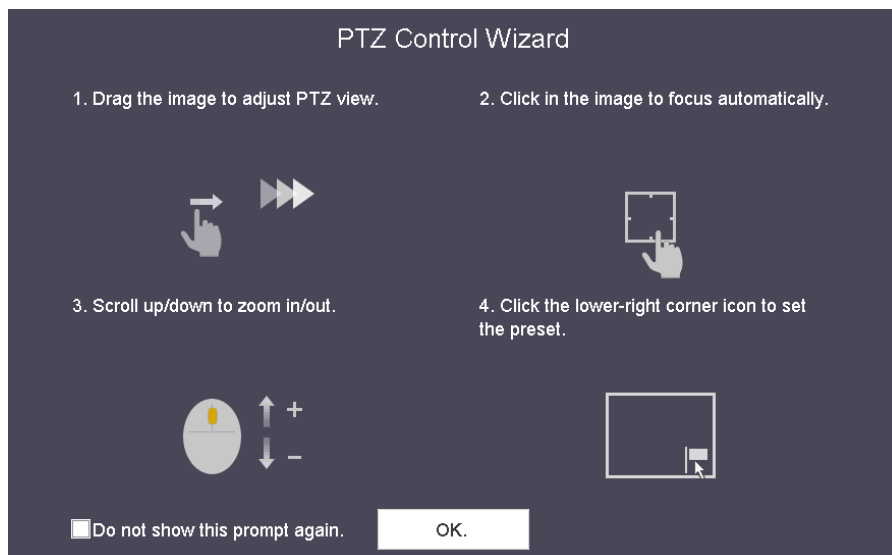 PTZ Control Wizard
1. Drag the image to adjust PTZ view.
2. Click in the image to focus automatically.
3. Scroll up/down to zoom in/out.
4. Click the lower-right corner icon to set
the preset.
Do not show this prompt again.
OK.